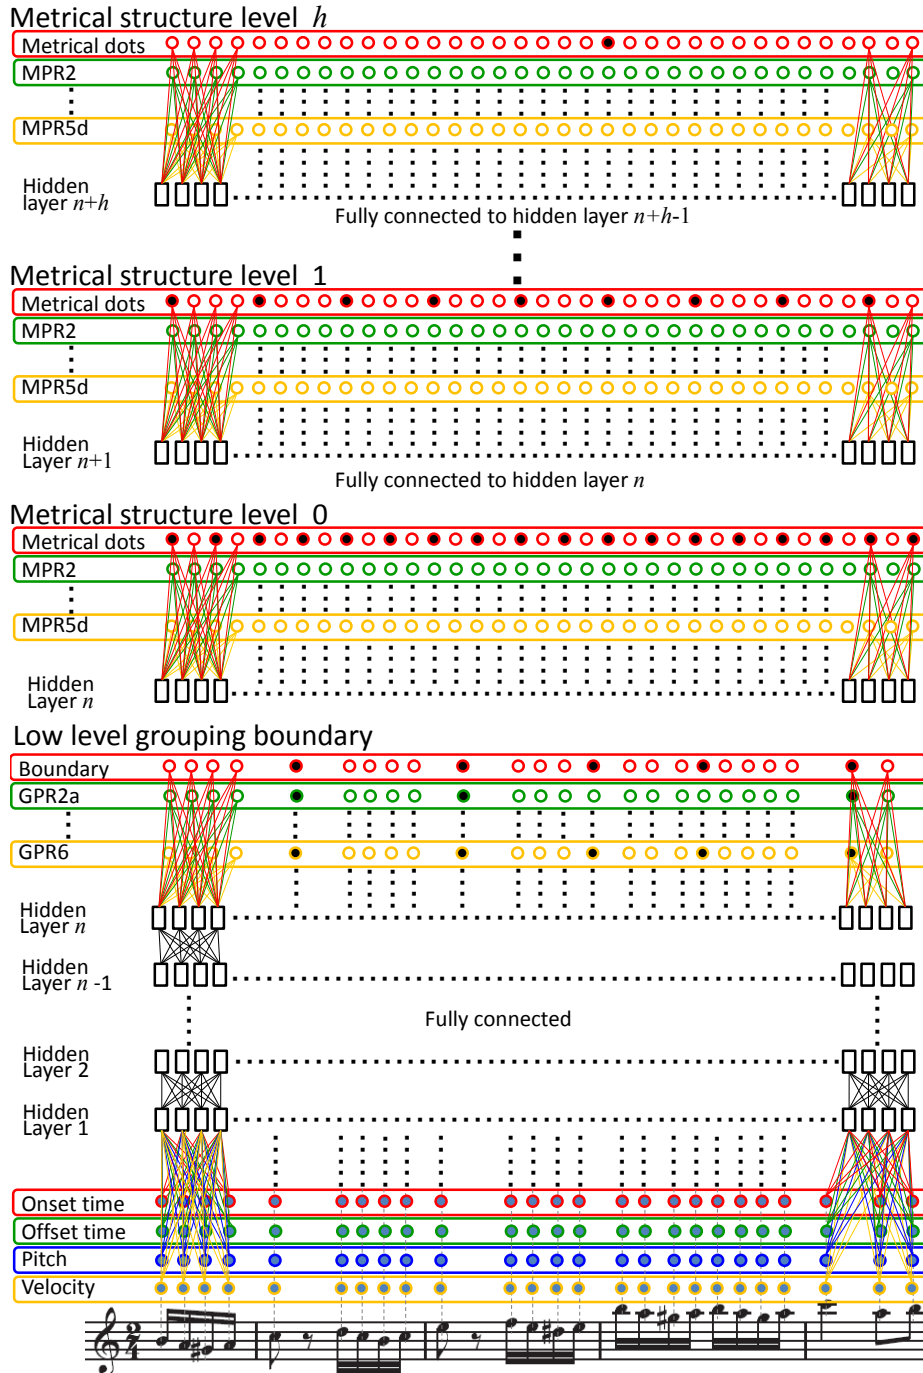 Metrical structure level h
Metrical dots
MPR2
MPR5d
Hidden
layer n+h
Fully connected to hidden layer n+h-1
Metrical structure level 1
Metrical dots
MPR2
MPR5d
Hidden
Layer n+1
Fully connected to hidden layer n
Metrical structure level 0
Metrical dots
MPR2
MPR5d
Hidden
Layer n
Low level grouping boundary
Boundary
GPR2a
GPR6
Hidden
Layer n
Hidden
Layer n -1
Fully connected
Hidden
Layer 2
Hidden
Layer 1
Onset time
Offset time
Pitch
Velocity
2
4